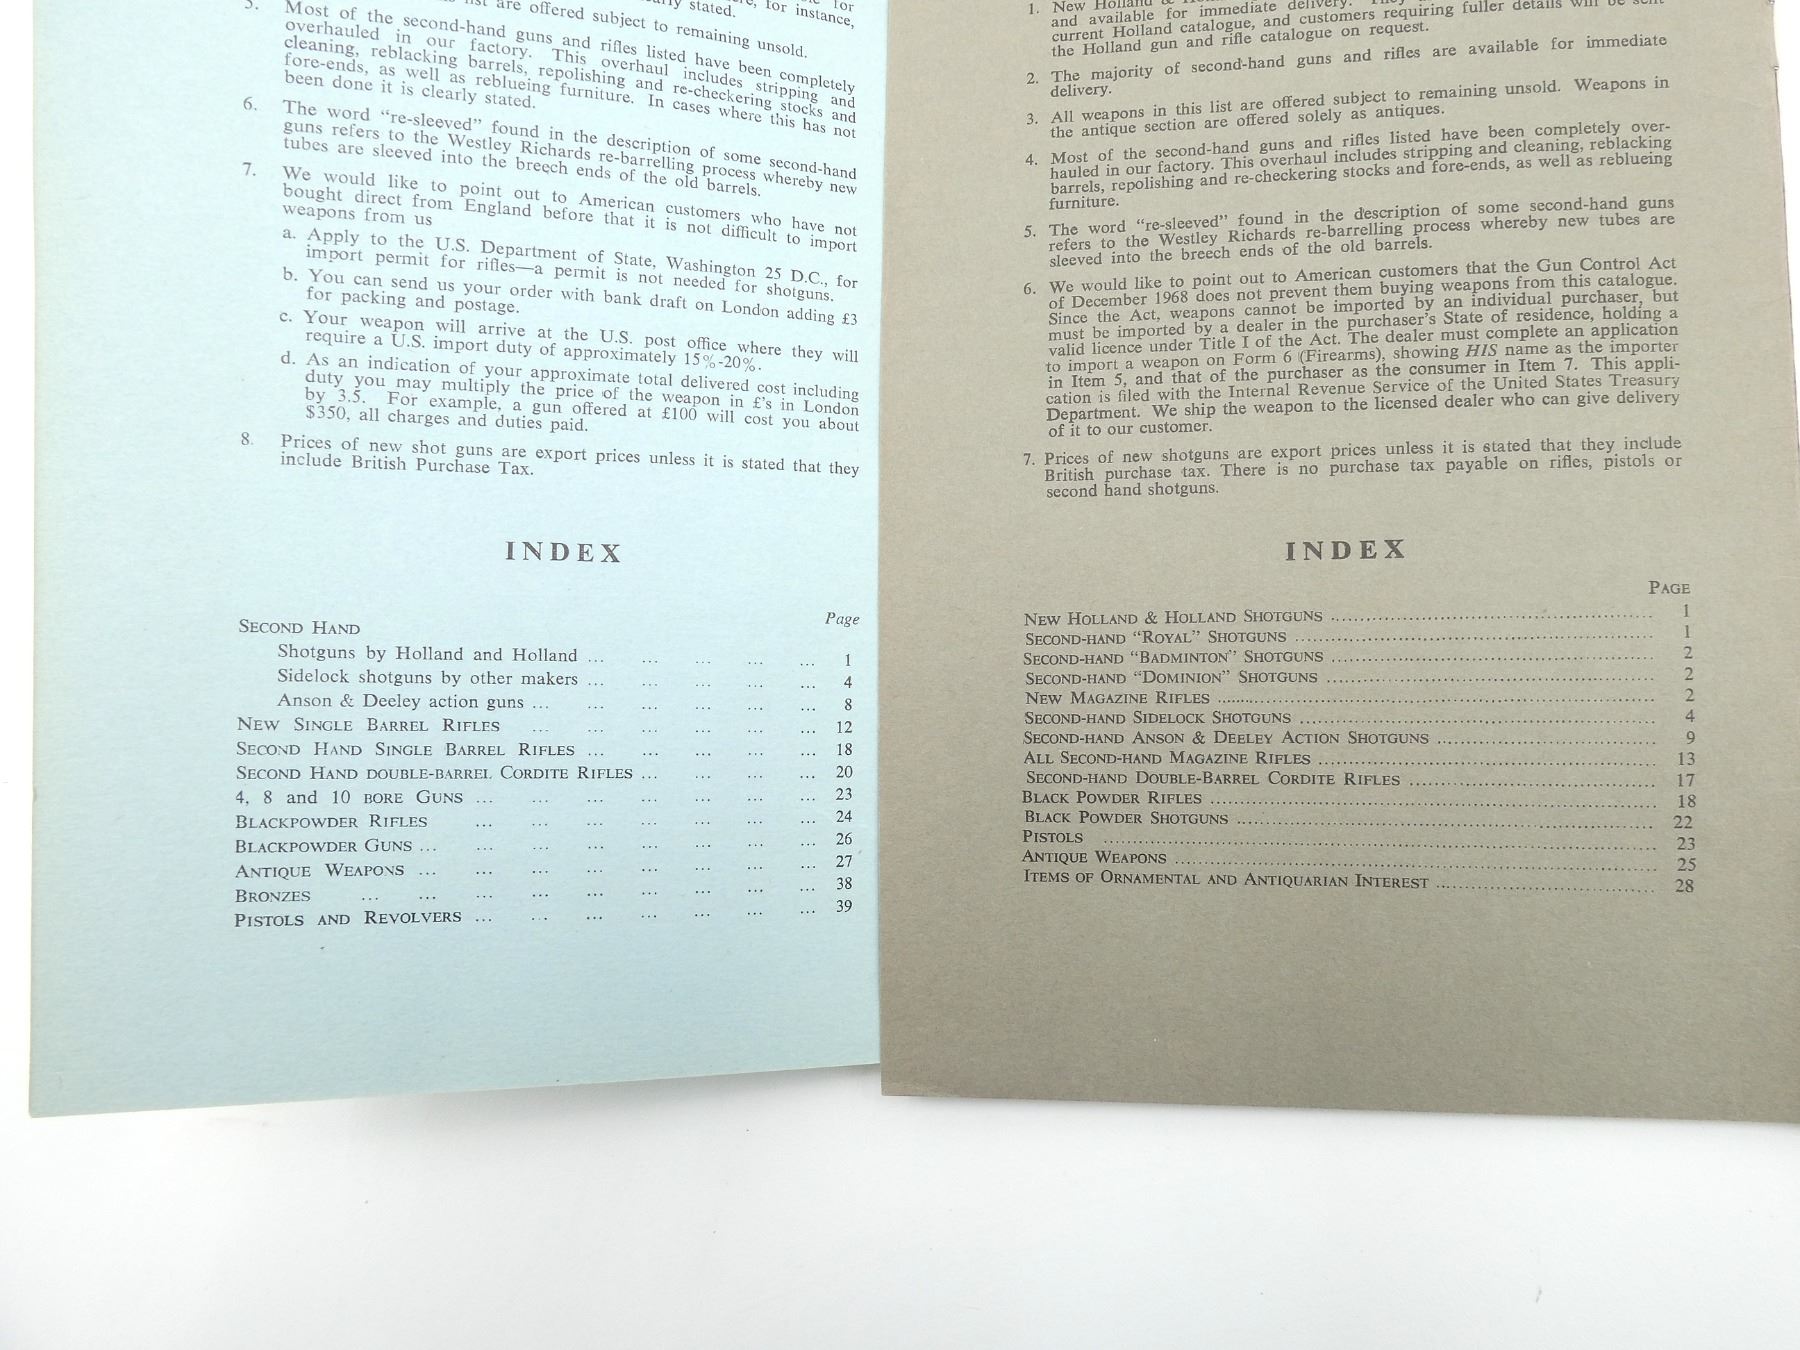 for
stated.
for instance,
are offered subject to remaining unsold.
Most of the second-hand guns and rifles listed have been completely
overhauled in our factory. This overhaul includes stripping and
cleaning, reblacking barrels, repolishing and re-checkering stocks and
fore-ends, as well as reblueing furniture. In cases where this has not
been done it is clearly stated.
6. The word “re-sleeved” found in the description of some second-hand
guns refers to the Westley Richards re-barrelling process whereby new
tubes are sleeved into the breech ends of the old barrels.
7. We would like to point out to American customers who have not
bought direct from England before that it is not difficult to import
weapons from us
a. Apply to the U.S. Department of State, Washington 25 D.C., for
import permit for rifles—a permit is not needed for shotguns.
b. You can send us your order with bank draft on London adding £3
for packing and postage.
c. Your weapon will arrive at the U.S. post office where they will
require a U.S. import duty of approximately 15%-20%.
d. As an indication of your approximate total delivered cost including
duty you may multiply the price of the weapon in £'s in London
by 3.5. For example, a gun offered at £100 will cost you about
$350, all charges and duties paid.
8. Prices of new shot guns are export prices unless it is stated that they
include British Purchase Tax.
INDEX
Page
SECOND HAND
Shotguns by Holland and Holland ... ... ... ... ... 1
Sidelock shotguns by other makers ... ... ... ... ... 4
Anson & Deeley action guns ... ... ... ... ... 8
NEW SINGLE BARREL RIFLES ... ... ... ... ... ... 12
SECOND HAND SINGLE BARREL RIFLES ... ... ... ... ... 18
SECOND HAND DOUBLE-BARREL CORDITE RIFLES ... ... ... ... 20
4, 8 and 10 BORE GUNS ... ... ... ... ... ... ... 23
BLACKPOWDER RIFLES ... ... ... ... ... ... ... 24
BLACKPOWDER GUNS ... ... ... ... ... ... ... ... 26
ANTIQUE WEAPONS ... ... ... ... ... ... ... ... 27
BRONZES ... ... ... ... ... ... ... ... ... 38
PISTOLS AND REVOLVERS ... ... ... ... ... ... ... 39
1. New Holland &
and available for immediate delivery.
current Holland catalogue, and customers requiring fuller details will be sent
the Holland gun and rifle catalogue on request.
2. The majority of second-hand guns and rifles are available for immediate
delivery.
3. All weapons in this list are offered subject to remaining unsold. Weapons in
the antique section are offered solely as antiques.
4. Most of the second-hand guns and rifles listed have been completely over-
hauled in our factory. This overhaul includes stripping and cleaning, reblacking
barrels, repolishing and re-checkering stocks and fore-ends, as well as reblueing
furniture.
5. The word “re-sleeved” found in the description of some second-hand guns
refers to the Westley Richards re-barrelling process whereby new tubes are
sleeved into the breech ends of the old barrels.
6. We would like to point out to American customers that the Gun Control Act
of December 1968 does not prevent them buying weapons from this catalogue.
Since the Act, weapons cannot be imported by an individual purchaser, but
must be imported by a dealer in the purchaser's State of residence, holding a
valid licence under Title I of the Act. The dealer must complete an application
to import a weapon on Form 6 (Firearms), showing HIS name as the importer
in Item 5, and that of the purchaser as the consumer in Item 7. This appli-
cation is filed with the Internal Revenue Service of the United States Treasury
Department. We ship the weapon to the licensed dealer who can give delivery
of it to our customer.
7. Prices of new shotguns are export prices unless it is stated that they include
British purchase tax. There is no purchase tax payable on rifles, pistols or
second hand shotguns.
INDEX
PAGE
NEW HOLLAND & HOLLAND SHOTGUNS ........ 1
SECOND-HAND “ROYAL” SHOTGUNS ........ 1
SECOND-HAND “BADMINTON” SHOTGUNS ........ 2
SECOND-HAND “DOMINION” SHOTGUNS ........ 2
NEW MAGAZINE RIFLES ........ 2
SECOND-HAND SIDELOCK SHOTGUNS ........ 4
SECOND-HAND ANSON & DEELEY ACTION SHOTGUNS ........ 9
ALL SECOND-HAND MAGAZINE RIFLES ........ 13
SECOND-HAND DOUBLE-BARREL CORDITE RIFLES ........ 17
BLACK POWDER RIFLES ........ 18
BLACK POWDER SHOTGUNS ........ 22
PISTOLS ........ 23
ANTIQUE WEAPONS ........ 25
ITEMS OF ORNAMENTAL AND ANTIQUARIAN INTEREST ........ 28